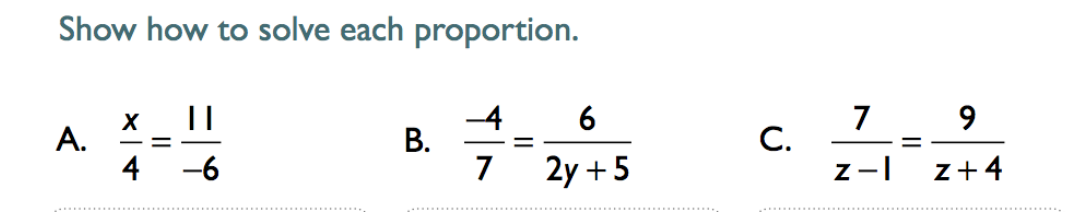 Show how to solve each proportion.
A. x/4 = 11/−6 B. −4/7 = 6/(2y + 5) C. 7/(z − 1) = 9/(z + 4)